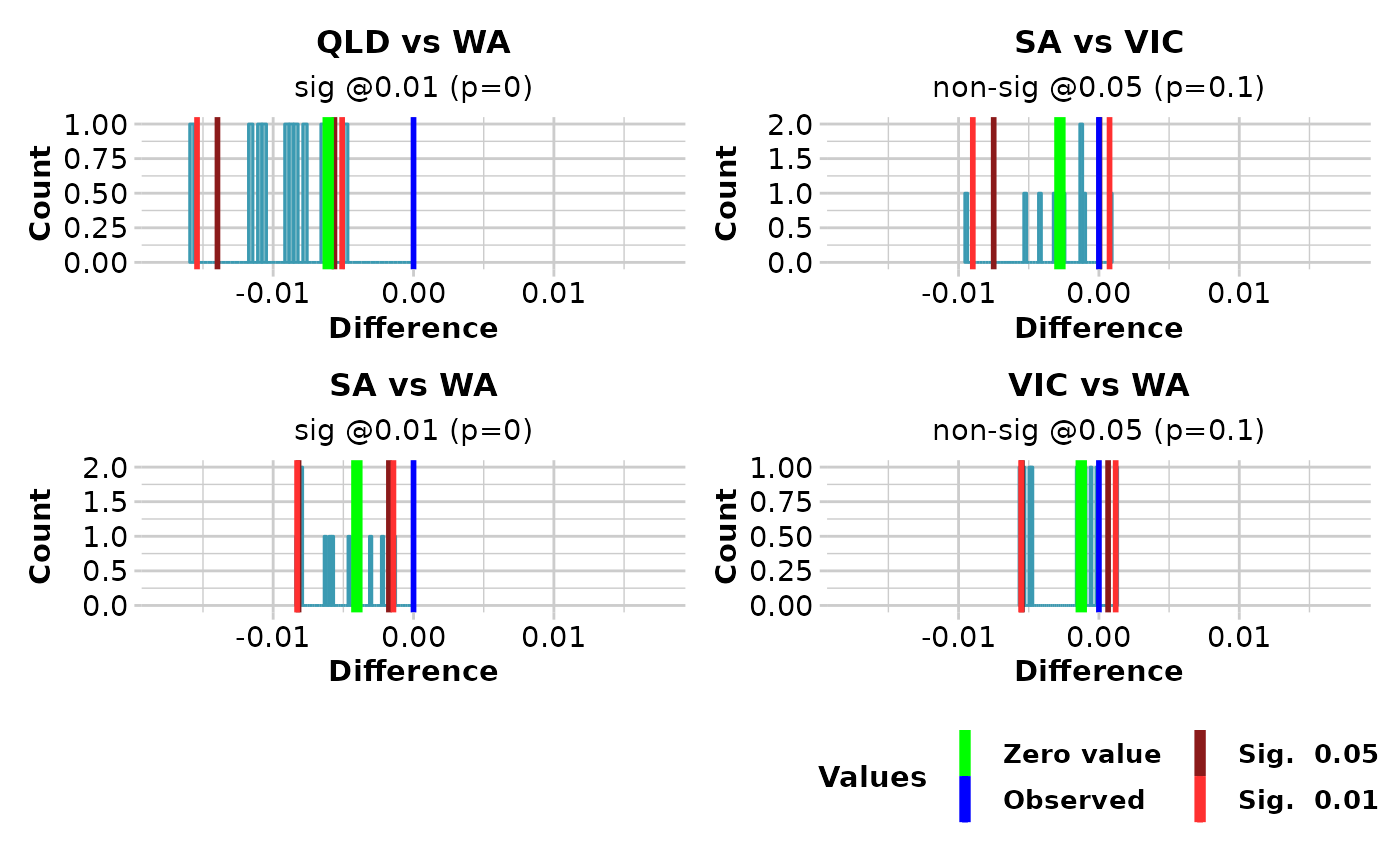 QLD vs WA
sig @0.01 (p=0)
1.00
0.75
0.50
0.25
0.00
Count
-0.01 0.00 0.01
Difference
SA vs VIC
non-sig @0.05 (p=0.1)
2.0
1.5
1.0
0.5
0.0
Count
-0.01 0.00 0.01
Difference
SA vs WA
sig @0.01 (p=0)
2.0
1.5
1.0
0.5
0.0
Count
-0.01 0.00 0.01
Difference
VIC vs WA
non-sig @0.05 (p=0.1)
1.00
0.75
0.50
0.25
0.00
Count
-0.01 0.00 0.01
Difference
Values
Zero value
Observed
Sig. 0.05
Sig. 0.01